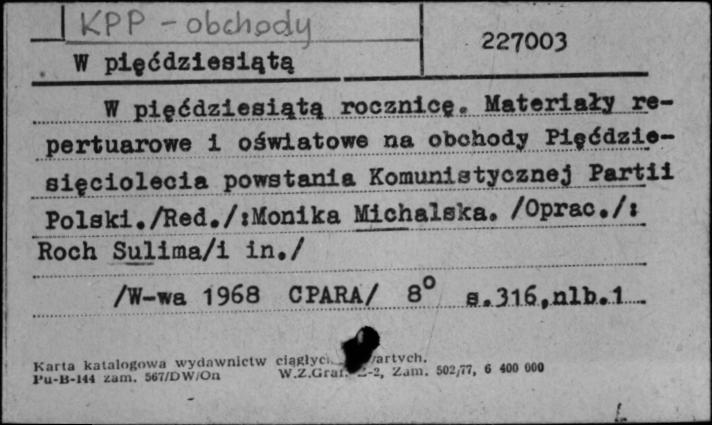 KPP - obchody
227003
W pięćdziesiątą
W pięćdziesiątą rocznicę. Materiały re-
pertuarowe i oświatowe na obchody Pięćdzie-
sięciolecia powstania Komunistycznej Partii
Polski./Red./:Monika Michalska. /Oprac./:
Roch Sulima/i in./
/W-wa 1968 CPARA/ 8° s.316,nlb.1
Karta katalogowa wydawnictw
Pu-B-144 zam. 567/DW/On W.Z.Graf. Zam. 502/77, 6 400 000